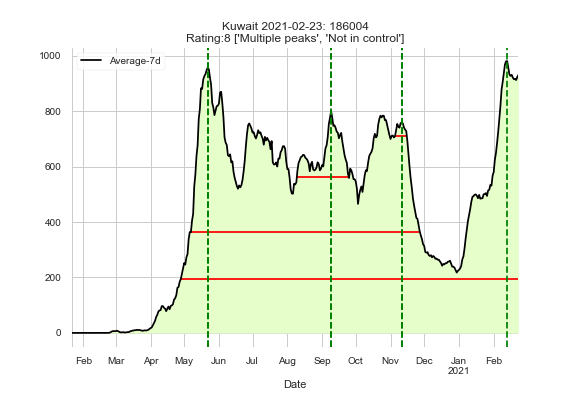 Kuwait 2021-02-23: 186004
Rating:8 ['Multiple peaks', 'Not in control']
Average-7d
1000
800
600
400
200
0
Feb Mar Apr May Jun Jul Aug Sep Oct Nov Dec Jan Feb
2021
Date